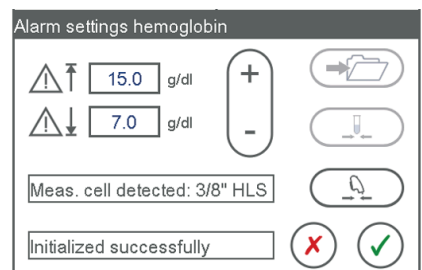 Alarm settings hemoglobin
15.0 g/dl
+
7.0 g/dl
-
Meas. cell detected: 3/8" HLS
Initialized successfully